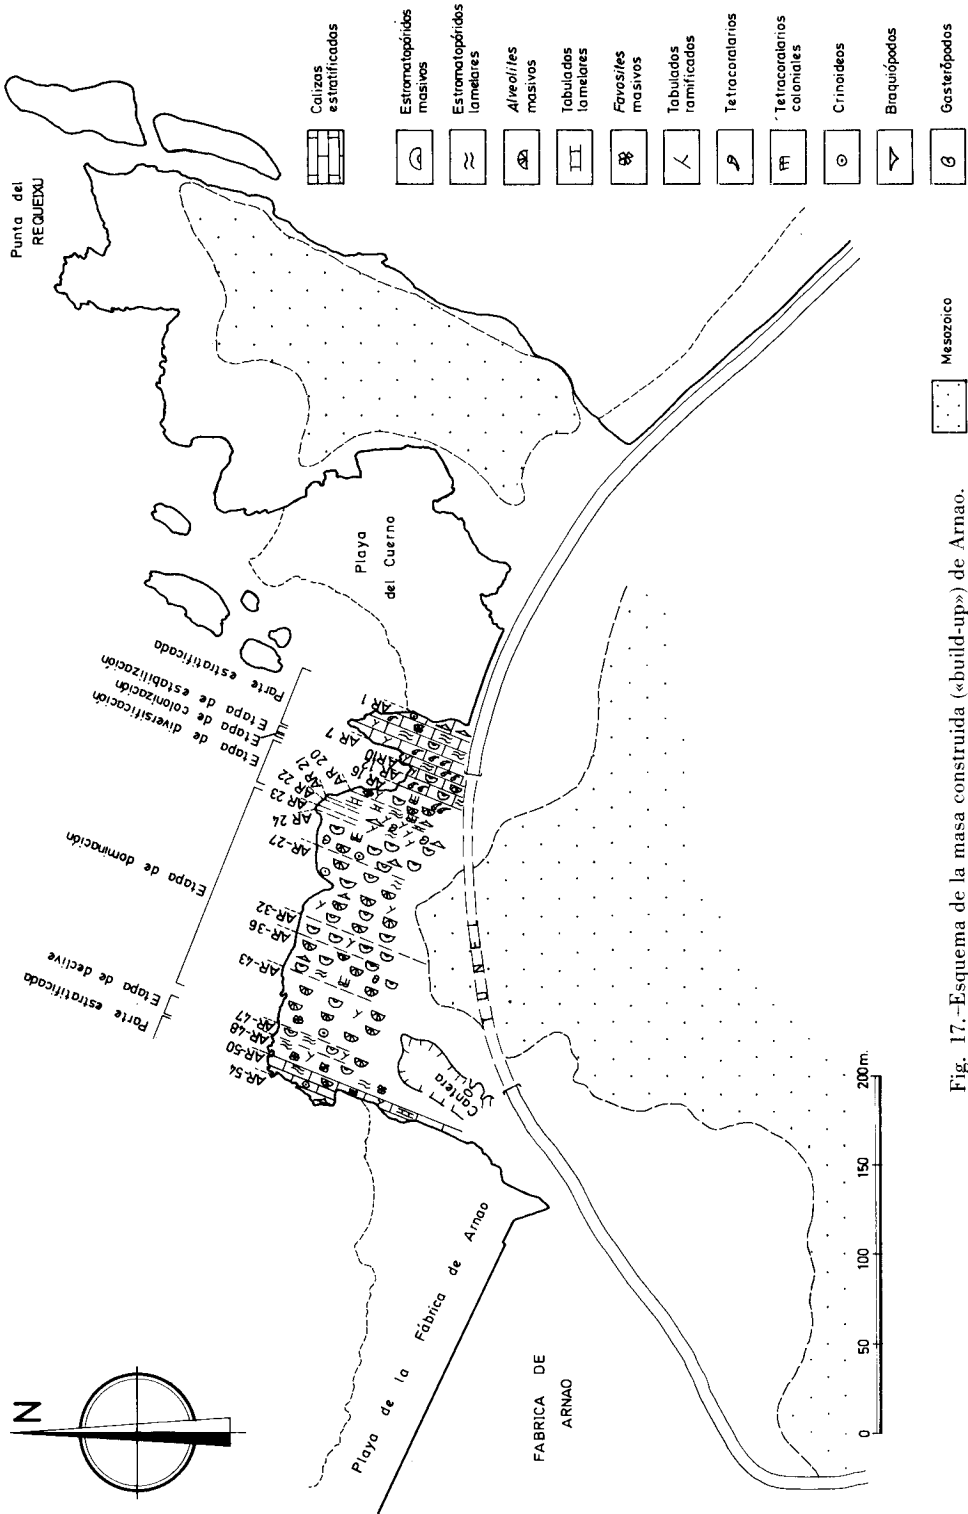 Punta del
REQUEIXU
Calizas
estratificadas
Estromatopóridos
masivos
Estromatopóridos
lamelares
Alveolites
masivos
Tabulados
lamelares
Favosites
masivos
Tabulados
ramificados
Tetracoralarios
Tetracoralarios
coloniales
Crinoideos
Braquiópodos
Gasterópodos
Mesozoico
Playa
del Cuerno
Parte estratificada
Etapa de estabilización
Etapa de colonización
Etapa de diversificación
Etapa de dominación
Etapa de declive
Parte estratificada
AR 1
AR 7
AR10
AR 16
AR 20
AR 21
AR 22
AR 23
AR 24
AR-27
AR-32
AR-36
AR-43
AR-47
AR-48
AR-50
AR-54
TUNEL
Cantera
Playa de la Fábrica de Arnao
FABRICA DE
ARNAO
N
0 50 100 150 200m.
Fig. 17.-Esquema de la masa construida («build-up») de Arnao.